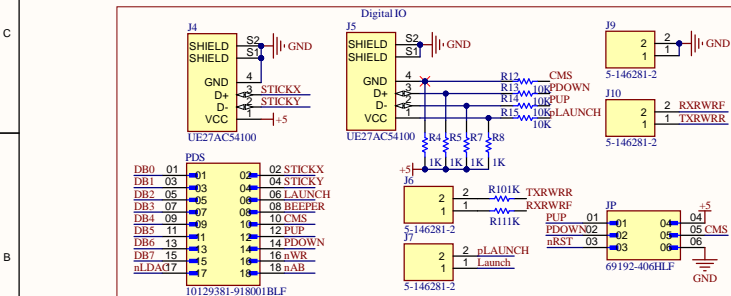 Digital IO
C
B
J4
SHIELD S2 GND
SHIELD S1
GND 4
D+ 3 STICKX
D- 2 STICKY
VCC 1 +5
UE27AC54100
J5
SHIELD S2 GND
SHIELD S1
GND 4 R12 CMS
D+ 3 R13 10K PDOWN
D- 2 R14 10K PUP
VCC 1 R15 10K pLAUNCH
10K
UE27AC54100
R4 R5 R7 R8
1K 1K 1K 1K
+5
J9
2 2 GND
1 1
5-146281-2
J10
2 2 RXRWRF
1 1 TXRWRR
5-146281-2
PDS
DB0 01 01 02 02 STICKX
DB1 03 03 04 04 STICKY
DB2 05 05 06 06 LAUNCH
DB3 07 07 08 08 BEEPER
DB4 09 09 10 10 CMS
DB5 11 11 12 12 PUP
DB6 13 13 14 14 PDOWN
DB7 15 15 16 16 nWR
nLDAC 17 17 18 18 nAB
10129381-918001BLF
J6
2 2 R10 1K TXRWRR
1 1 R11 1K RXRWRF
5-146281-2
J7
2 2 pLAUNCH
1 1 Launch
5-146281-2
JP
+5
PUP 01 01 04 04
PDOWN 02 02 05 05 CMS
nRST 03 03 06 06
69192-406HLF
GND